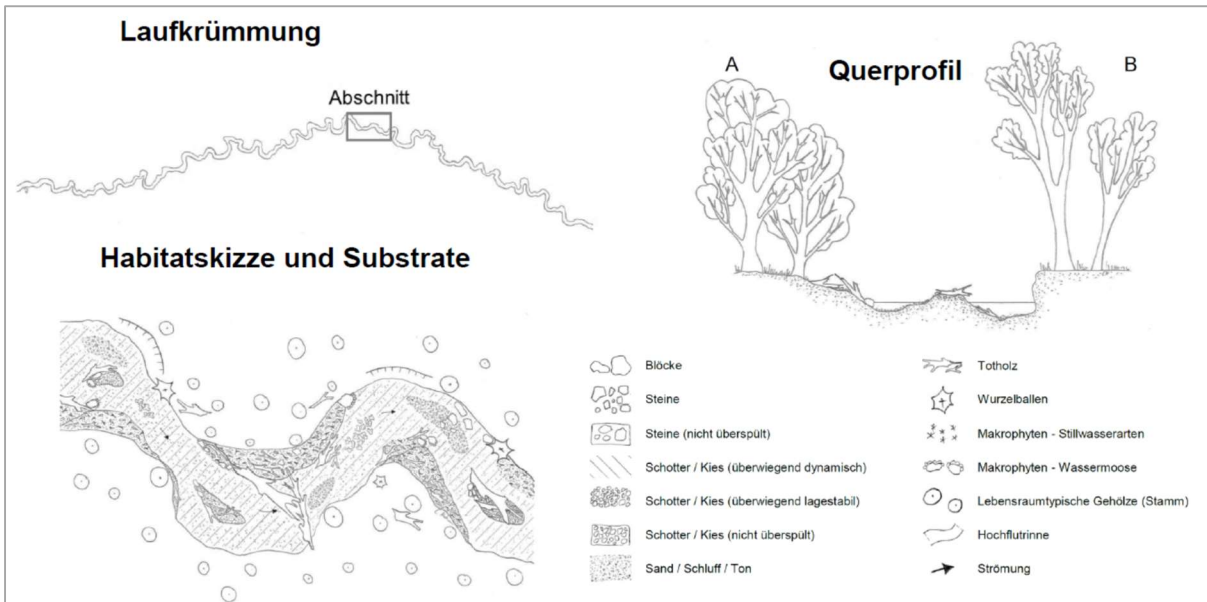 Laufkrümmung
Abschnitt
A
Querprofil
B
Habitatskizze und Substrate
Blöcke
Steine
Steine (nicht überspült)
Schotter / Kies (überwiegend dynamisch)
Schotter / Kies (überwiegend lagestabil)
Schotter / Kies (nicht überspült)
Sand / Schluff / Ton
Totholz
Wurzelballen
Makrophyten - Stillwasserarten
Makrophyten - Wassermoose
Lebensraumtypische Gehölze (Stamm)
Hochflutrinne
Strömung